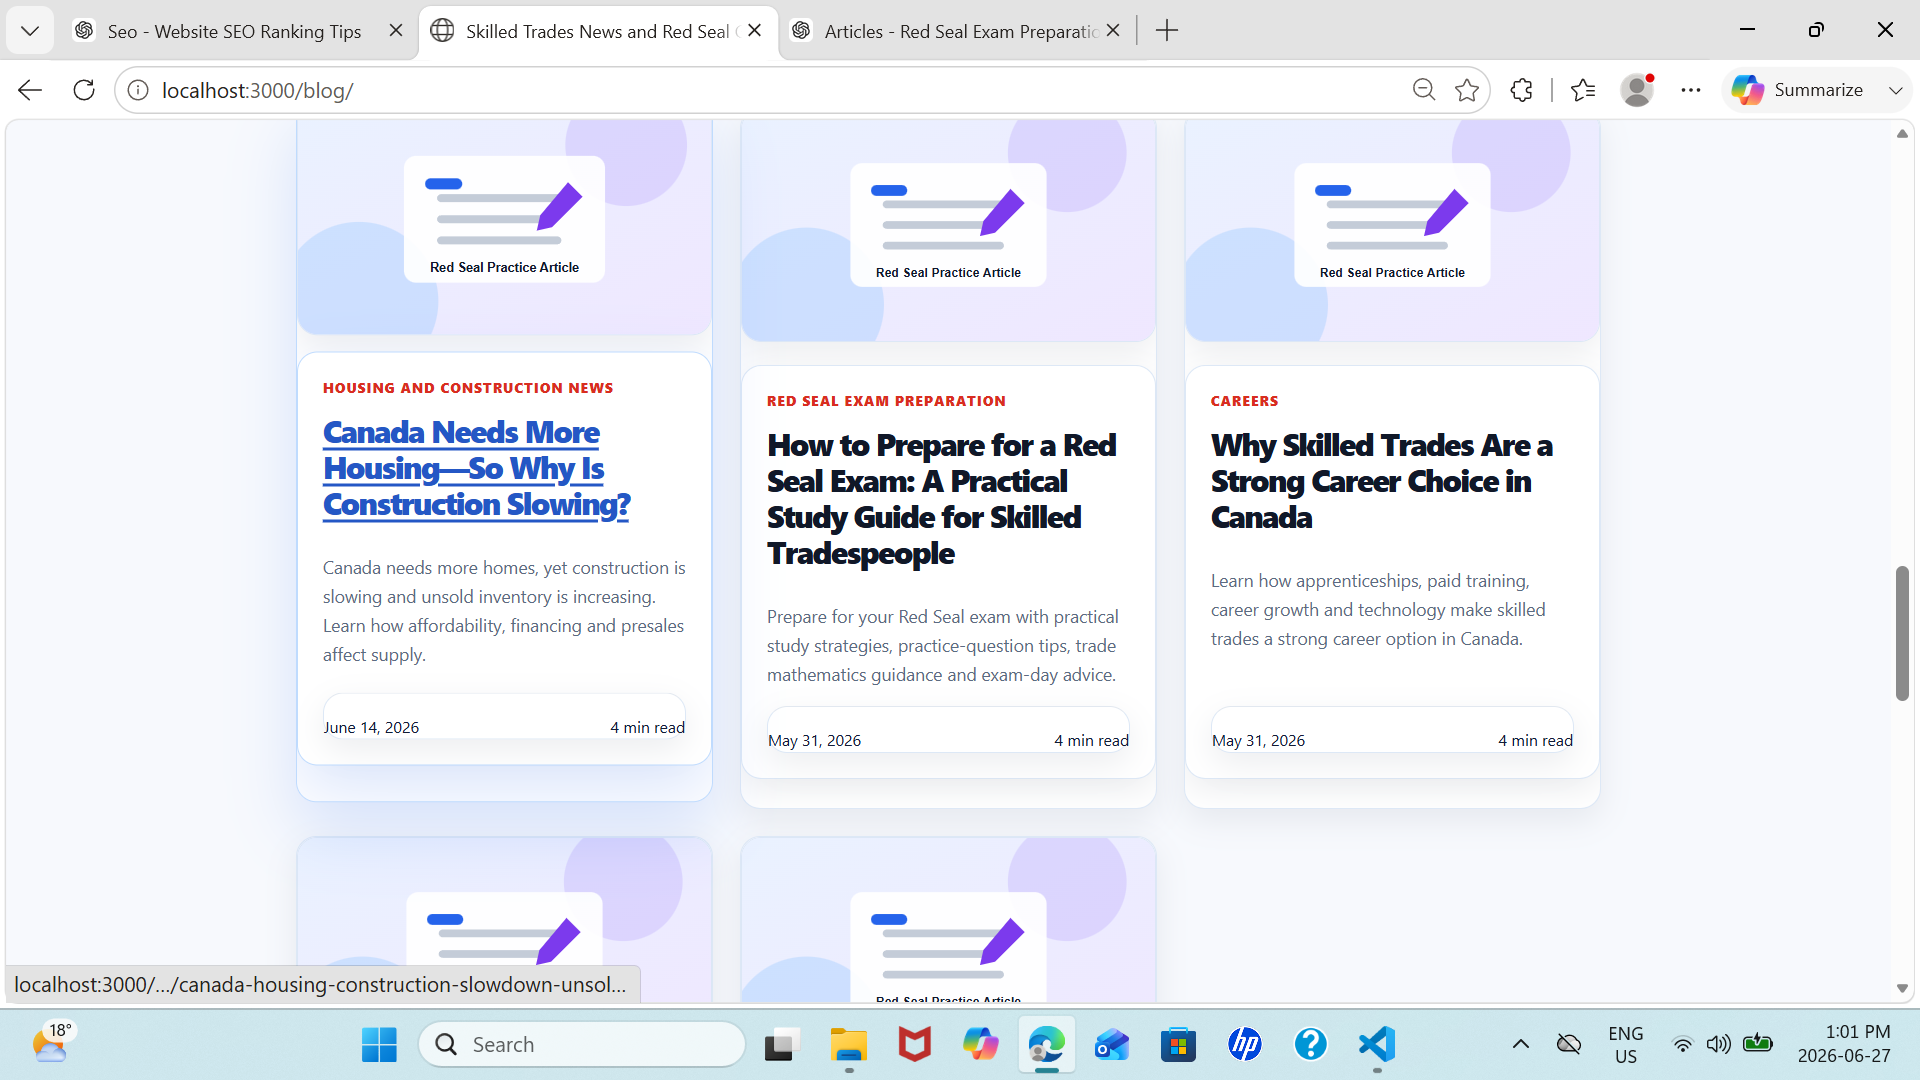 Seo - Website SEO Ranking Tips
Skilled Trades News and Red Seal
Articles - Red Seal Exam Preparatio
localhost:3000/blog/
Summarize
Red Seal Practice Article
Red Seal Practice Article
Red Seal Practice Article
HOUSING AND CONSTRUCTION NEWS
Canada Needs More
Housing—So Why Is
Construction Slowing?
Canada needs more homes, yet construction is
slowing and unsold inventory is increasing.
Learn how affordability, financing and presales
affect supply.
June 14, 2026
4 min read
RED SEAL EXAM PREPARATION
How to Prepare for a Red
Seal Exam: A Practical
Study Guide for Skilled
Tradespeople
Prepare for your Red Seal exam with practical
study strategies, practice-question tips, trade
mathematics guidance and exam-day advice.
May 31, 2026
4 min read
CAREERS
Why Skilled Trades Are a
Strong Career Choice in
Canada
Learn how apprenticeships, paid training,
career growth and technology make skilled
trades a strong career option in Canada.
May 31, 2026
4 min read
Red Seal Practice Article
localhost:3000/.../canada-housing-construction-slowdown-unsol...
18°
Search
hp
ENG
US
1:01 PM
2026-06-27